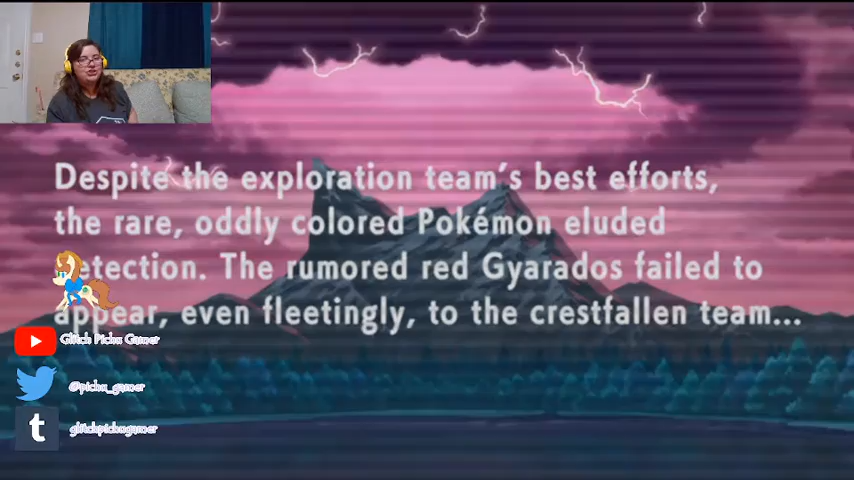 Despite the exploration team's best efforts,
the rare, oddly colored Pokémon eluded
detection. The rumored red Gyarados failed to
appear, even fleetingly, to the crestfallen team...
Glitch Picha Gamer
@picha_gamer
t
glitchpichagamer